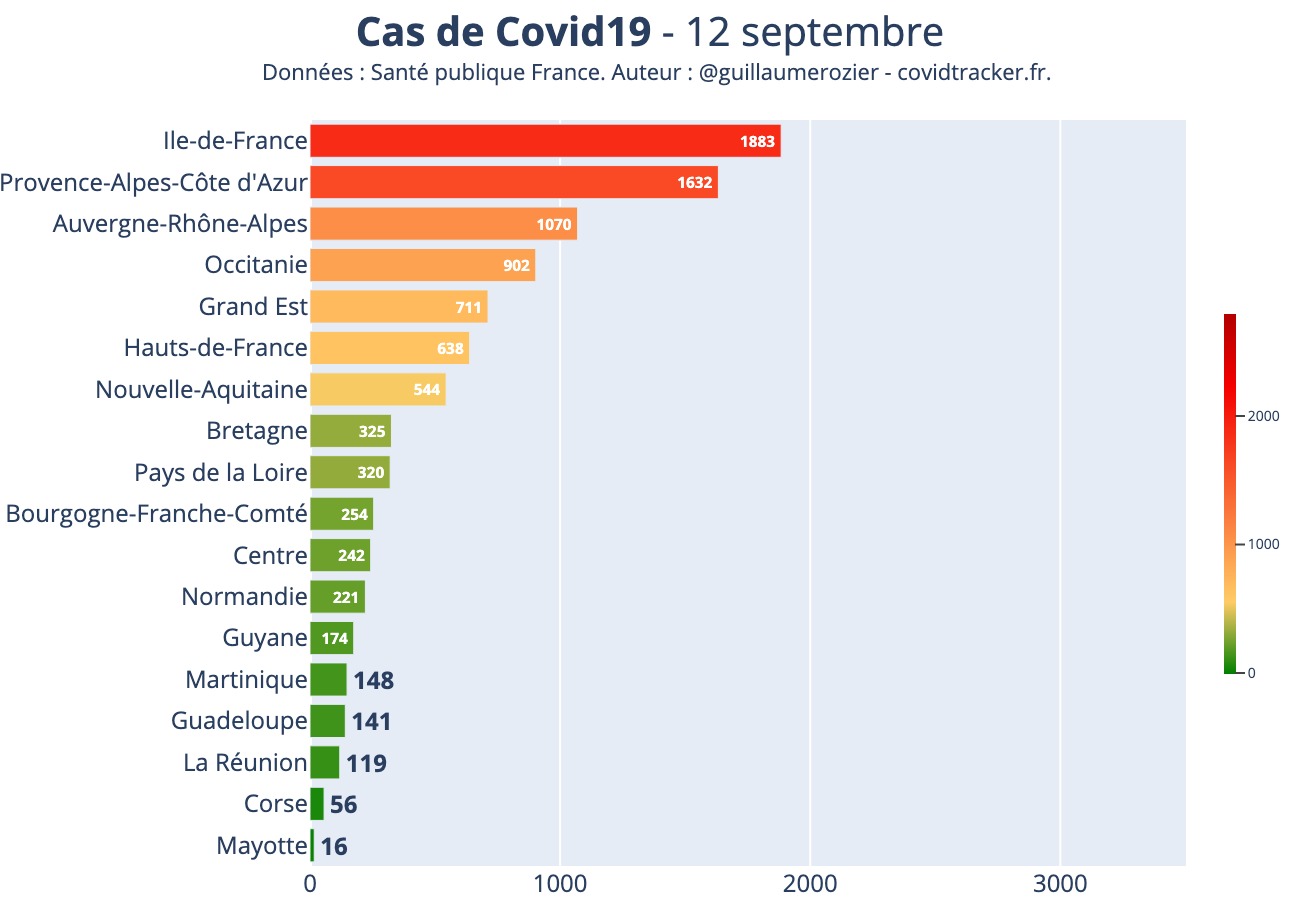 Cas de Covid19 - 12 septembre
Données : Santé publique France. Auteur : @guillaumerozier - covidtracker.fr.
Ile-de-France 1883
Provence-Alpes-Côte d'Azur 1632
Auvergne-Rhône-Alpes 1070
Occitanie 902
Grand Est 711
Hauts-de-France 638
Nouvelle-Aquitaine 544
Bretagne 325
Pays de la Loire 320
Bourgogne-Franche-Comté 254
Centre 242
Normandie 221
Guyane 174
Martinique 148
Guadeloupe 141
La Réunion 119
Corse 56
Mayotte 16
0 1000 2000 3000
2000
1000
0